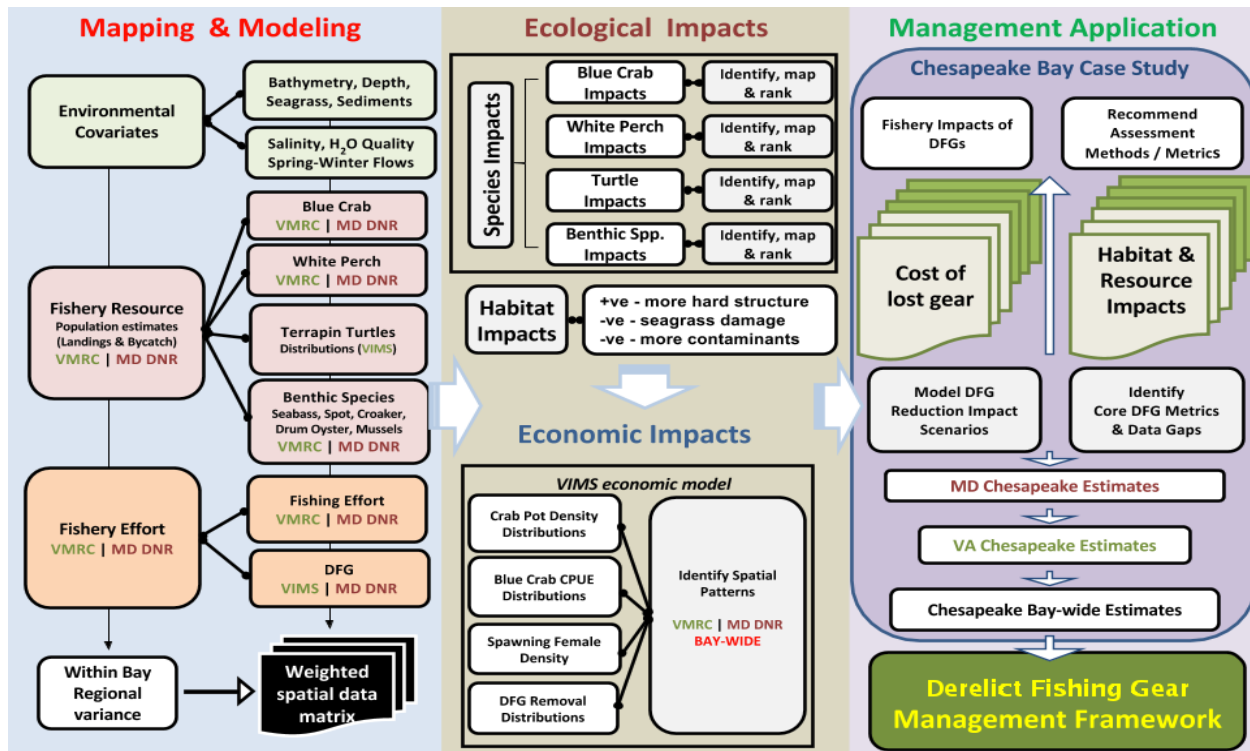 Mapping & Modeling
Environmental
Covariates
Bathymetry, Depth,
Seagrass, Sediments
Salinity, H2O Quality
Spring-Winter Flows
Fishery Resource
Population estimates
(Landings & Bycatch)
VMRC | MD DNR
Blue Crab
VMRC | MD DNR
White Perch
VMRC | MD DNR
Terrapin Turtles
Distributions (VIMS)
Benthic Species
Seabass, Spot, Croaker,
Drum Oyster, Mussels
VMRC | MD DNR
Fishery Effort
VMRC | MD DNR
Fishing Effort
VMRC | MD DNR
DFG
VIMS | MD DNR
Within Bay
Regional
variance
Weighted
spatial data
matrix
Ecological Impacts
Species Impacts
Blue Crab
Impacts
Identify, map
& rank
White Perch
Impacts
Identify, map
& rank
Turtle
Impacts
Identify, map
& rank
Benthic Spp.
Impacts
Identify, map
& rank
Habitat
Impacts
+ve - more hard structure
-ve - seagrass damage
-ve - more contaminants
Economic Impacts
VIMS economic model
Crab Pot Density
Distributions
Blue Crab CPUE
Distributions
Spawning Female
Density
DFG Removal
Distributions
Identify Spatial
Patterns
VMRC | MD DNR
BAY-WIDE
Management Application
Chesapeake Bay Case Study
Fishery Impacts of
DFGs
Recommend
Assessment
Methods / Metrics
Cost of
lost gear
Habitat &
Resource
Impacts
Model DFG
Reduction Impact
Scenarios
Identify
Core DFG Metrics
& Data Gaps
MD Chesapeake Estimates
VA Chesapeake Estimates
Chesapeake Bay-wide Estimates
Derelict Fishing Gear
Management Framework